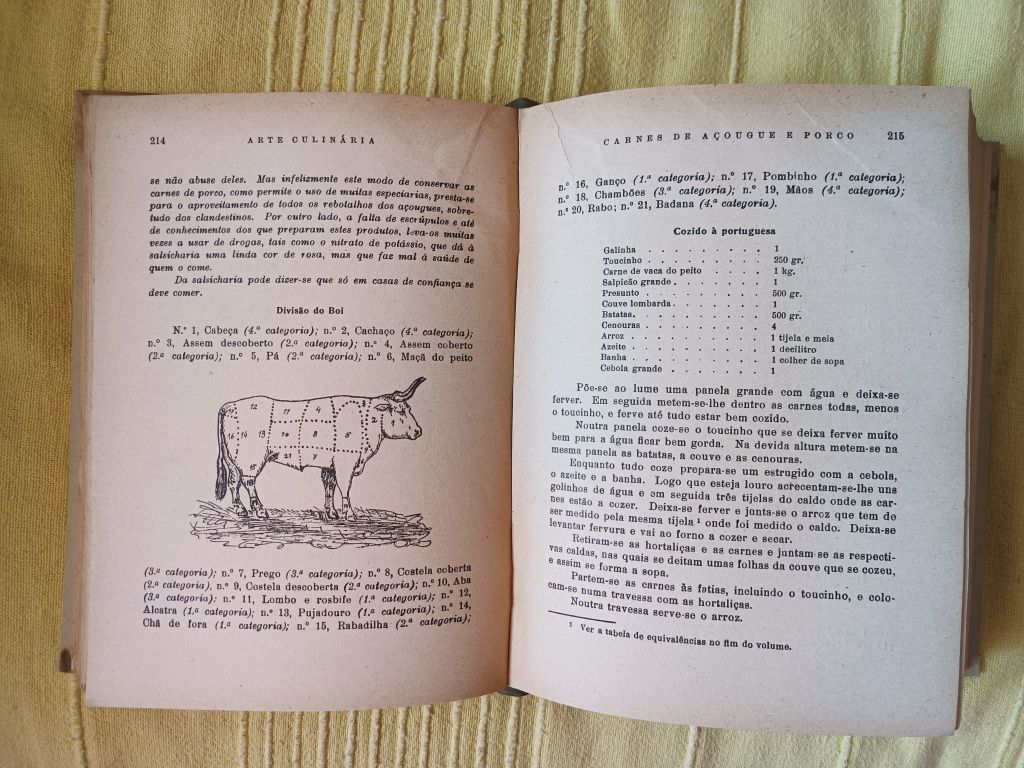 214 ARTE CULINÁRIA
se não abuse deles. Mas infelizmente este modo de conservar as
carnes de porco, como permite o uso de muitas especiarias, presta-se
para o aproveitamento de todos os rebotalhos dos açougues, sobre-
tudo dos clandestinos. Por outro lado, a falta de escrúpulos e até
de conhecimentos dos que preparam estes produtos, leva-os muitas
vezes a usar de drogas, tais como o nitrato de potássio, que dá à
salsicharia uma linda cor de rosa, mas que faz mal à saúde de
quem o come.
Da salsicharia pode dizer-se que só em casas de confiança se
deve comer.
Divisão do Boi
N.º 1, Cabeça (4.ª categoria); n.º 2, Cachaço (4.ª categoria);
n.º 3, Assem descoberto (2.ª categoria); n.º 4, Assem coberto
(2.ª categoria); n.º 5, Pá (2.ª categoria); n.º 6, Maçã do peito
12 11 4 3 2 1
16 14 13 10 9 5
21 7 6
15
(3.ª categoria); n.º 7, Prego (3.ª categoria); n.º 8, Costela coberta
(2.ª categoria), n.º 9, Costela descoberta (2.ª categoria); n.º 10, Aba
(3.ª categoria); n.º 11, Lombo e rosbife (1.ª categoria); n.º 12,
Alcatra (1.ª categoria); n.º 13, Pujadouro (1.ª categoria); n.º 14,
Chã de fora (1.ª categoria); n.º 15, Rabadilha (2.ª categoria);
CARNES DE AÇOUGUE E PORCO 215
n.º 16, Ganço (1.ª categoria); n.º 17, Pombinho (1.ª categoria);
n.º 18, Chambões (3.ª categoria); n.º 19, Mãos (4.ª categoria);
n.º 20, Rabo; n.º 21, Badana (4.ª categoria).
Cozido à portuguesa
Galinha . . . . . . . . 1
Toucinho . . . . . . . . 250 gr.
Carne de vaca do peito . . . . 1 kg.
Salpicão grande . . . . . . 1
Presunto . . . . . . . . 500 gr.
Couve lombarda . . . . . . 1
Batatas . . . . . . . . 500 gr.
Cenouras . . . . . . . . 4
Arroz . . . . . . . . . 1 tijela e meia
Azeite . . . . . . . . . 1 decilitro
Banha . . . . . . . . . 1 colher de sopa
Cebola grande . . . . . . 1
Põe-se ao lume uma panela grande com água e deixa-se
ferver. Em seguida metem-se-lhe dentro as carnes todas, menos
o toucinho, e ferve até tudo estar bem cozido.
Noutra panela coze-se o toucinho que se deixa ferver muito
bem para a água ficar bem gorda. Na devida altura metem-se na
mesma panela as batatas, a couve e as cenouras.
Enquanto tudo coze prepara-se um estrugido com a cebola,
o azeite e a banha. Logo que esteja louro acrecentam-se-lhe uns
golinhos de água e em seguida três tijelas do caldo onde as car-
nes estão a cozer. Deixa-se ferver e junta-se o arroz que tem de
ser medido pela mesma tijela ¹ onde foi medido o caldo. Deixa-se
levantar fervura e vai ao forno a cozer e secar.
Retiram-se as hortaliças e as carnes e juntam-se as respecti-
vas caldas, nas quais se deitam umas folhas da couve que se cozeu,
e assim se forma a sopa.
Partem-se as carnes às fatias, incluindo o toucinho, e colo-
cam-se numa travessa com as hortaliças.
Noutra travessa serve-se o arroz.
¹ Ver a tabela de equivalências no fim do volume.